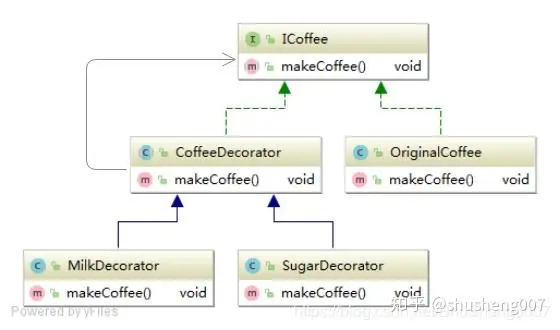 I ICoffee
m makeCoffee() void
C CoffeeDecorator
m makeCoffee() void
C OriginalCoffee
m makeCoffee() void
C MilkDecorator
m makeCoffee() void
C SugarDecorator
m makeCoffee() void
Powered by yFiles
知乎 @shusheng007